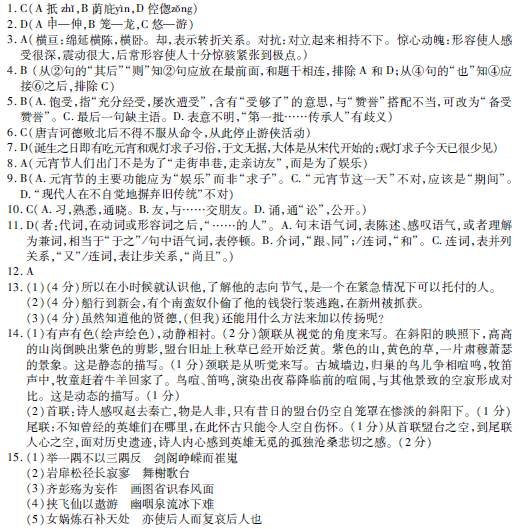 1. C( A 抵 zhǐ,B 荫庇yìn,D 倥偬zǒng)
2. D(A 申—伸,B 笼—龙,C 悠—游)
3. A(横亘:绵延横陈,横卧。却,表示转折关系。对抗:对立起来相持不下。惊心动魄:形容使人感
受很深,震动很大,后常形容使人十分惊骇紧张到极点。)
4. B (从②句的“其后”“则”知②句应放在最前面,和题干相连,排除 A 和 D;从④句的“也”知④应
接⑥之后,排除 C)
5. B(A. 饱受,指“充分经受,屡次遭受”,含有“受够了”的意思,与“赞誉”搭配不当,可改为“备受
赞誉”。C. 最后一句缺主语。D. 表意不明,“第一批……传承人”有歧义)
6. C(唐吉诃德败北后不得不服从命令,从此停止游侠活动)
7. D(诞生之日即有吃元宵和观灯求子习俗,于文无据,大体是从宋代开始的;观灯求子今天已很少见)
8. A(元宵节人们出门不是为了“走街串巷,走亲访友”,而是为了娱乐)
9. B(A. 元宵节的主要功能应为“娱乐”而非“求子”。C. “元宵节这一天”不对,应该是“期间”。
D. “现代人在不自觉地摒弃旧传统”不对)
10. C( A. 习,熟悉,通晓。B. 友,与……交朋友。D. 诵,通“讼”,公开。)
11. D(者:代词,在动词或形容词之后,“……的人”。A. 句末语气词,表陈述、感叹语气,或者理解
为兼词,相当于“于之”/句中语气词,表停顿。B. 介词,“跟、同”;/连词,“和”。C. 连词,表并列
关系,“又”/连词,表让步关系,“尚且”。)
12. A
13. (1)(4 分)所以在小时候就认识他,了解他的志向节气,是一个在紧急情况下可以托付的人。
(2)(4 分)船行到新会,有个南蛮奴仆偷了他的钱袋行装逃跑,在新州被抓获。
(3)(4 分)虽然知道他的贤德,(但我)还能用什么方法来加以传扬呢?
14. (1)有声有色(绘声绘色),动静相衬。(2 分)颔联从视觉的角度来写。在斜阳的映照下,高高
的山岗倒映出紫色的剪影,盟台旧址上秋草已经开始泛黄。紫色的山,黄色的草,一片肃穆萧瑟
的景象。这是静态的描写。(1 分)颈联是从听觉来写。古城墙边,归巢的鸟儿争相喧鸣,牧笛
声中,牧童赶着牛羊回家了。鸟喧、笛鸣,演染出夜幕降临前的喧闹,与其他景致的空寂形成对
比。这是动态的描写。(1 分)
(2)首联:诗人感叹赵去秦亡,物是人非,只有昔日的盟台仍空自笼罩在惨淡的斜阳下。(1 分)
尾联:不知曾经的英雄们在哪里,在此怀古只能令人空自伤怀。(1 分)从首联盟台之空,到尾联
人心之空,面对历史遗迹,诗人内心感到英雄无觅的孤独沧桑悲切之感。(2 分)
15. (1)举一隅不以三隅反　剑阁峥嵘而崔嵬
(2)岩扉松径长寂寥　舞榭歌台
(3)齐彭殇为妄作　画图省识春风面
(4)挟飞仙以遨游　幽咽泉流冰下难
(5)女娲炼石补天处　亦使后人而复哀后人也